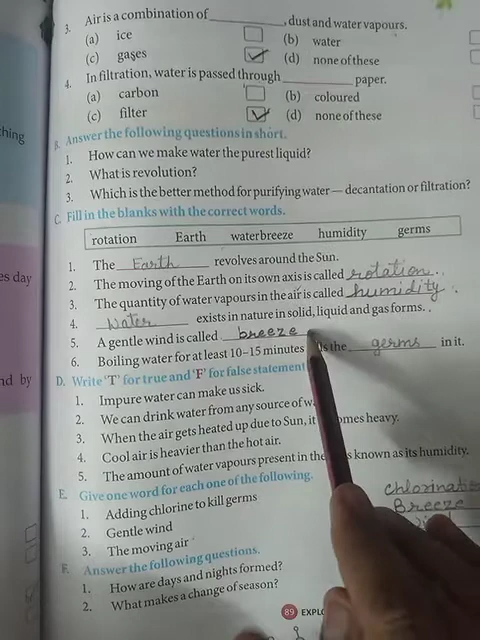 3. Air is a combination of ________, dust and water vapours.
(a) ice (b) water
(c) gases (d) none of these
4. In filtration, water is passed through ________ paper.
(a) carbon (b) coloured
(c) filter (d) none of these
B. Answer the following questions in short.
1. How can we make water the purest liquid?
2. What is revolution?
3. Which is the better method for purifying water — decantation or filtration?
C. Fill in the blanks with the correct words.
rotation Earth waterbreeze humidity germs
1. The Earth revolves around the Sun.
2. The moving of the Earth on its own axis is called rotation.
3. The quantity of water vapours in the air is called humidity.
4. Water exists in nature in solid, liquid and gas forms.
5. A gentle wind is called breeze
6. Boiling water for at least 10–15 minutes the germs in it.
D. Write 'T' for true and 'F' for false statement
1. Impure water can make us sick.
2. We can drink water from any source of w
3. When the air gets heated up due to Sun, it omes heavy.
4. Cool air is heavier than the hot air.
5. The amount of water vapours present in the is known as its humidity.
E. Give one word for each one of the following.
1. Adding chlorine to kill germs chlorinati
2. Gentle wind Breeze
3. The moving air
F. Answer the following questions.
1. How are days and nights formed?
2. What makes a change of season?
89 EXPLO
hing
es day
nd by